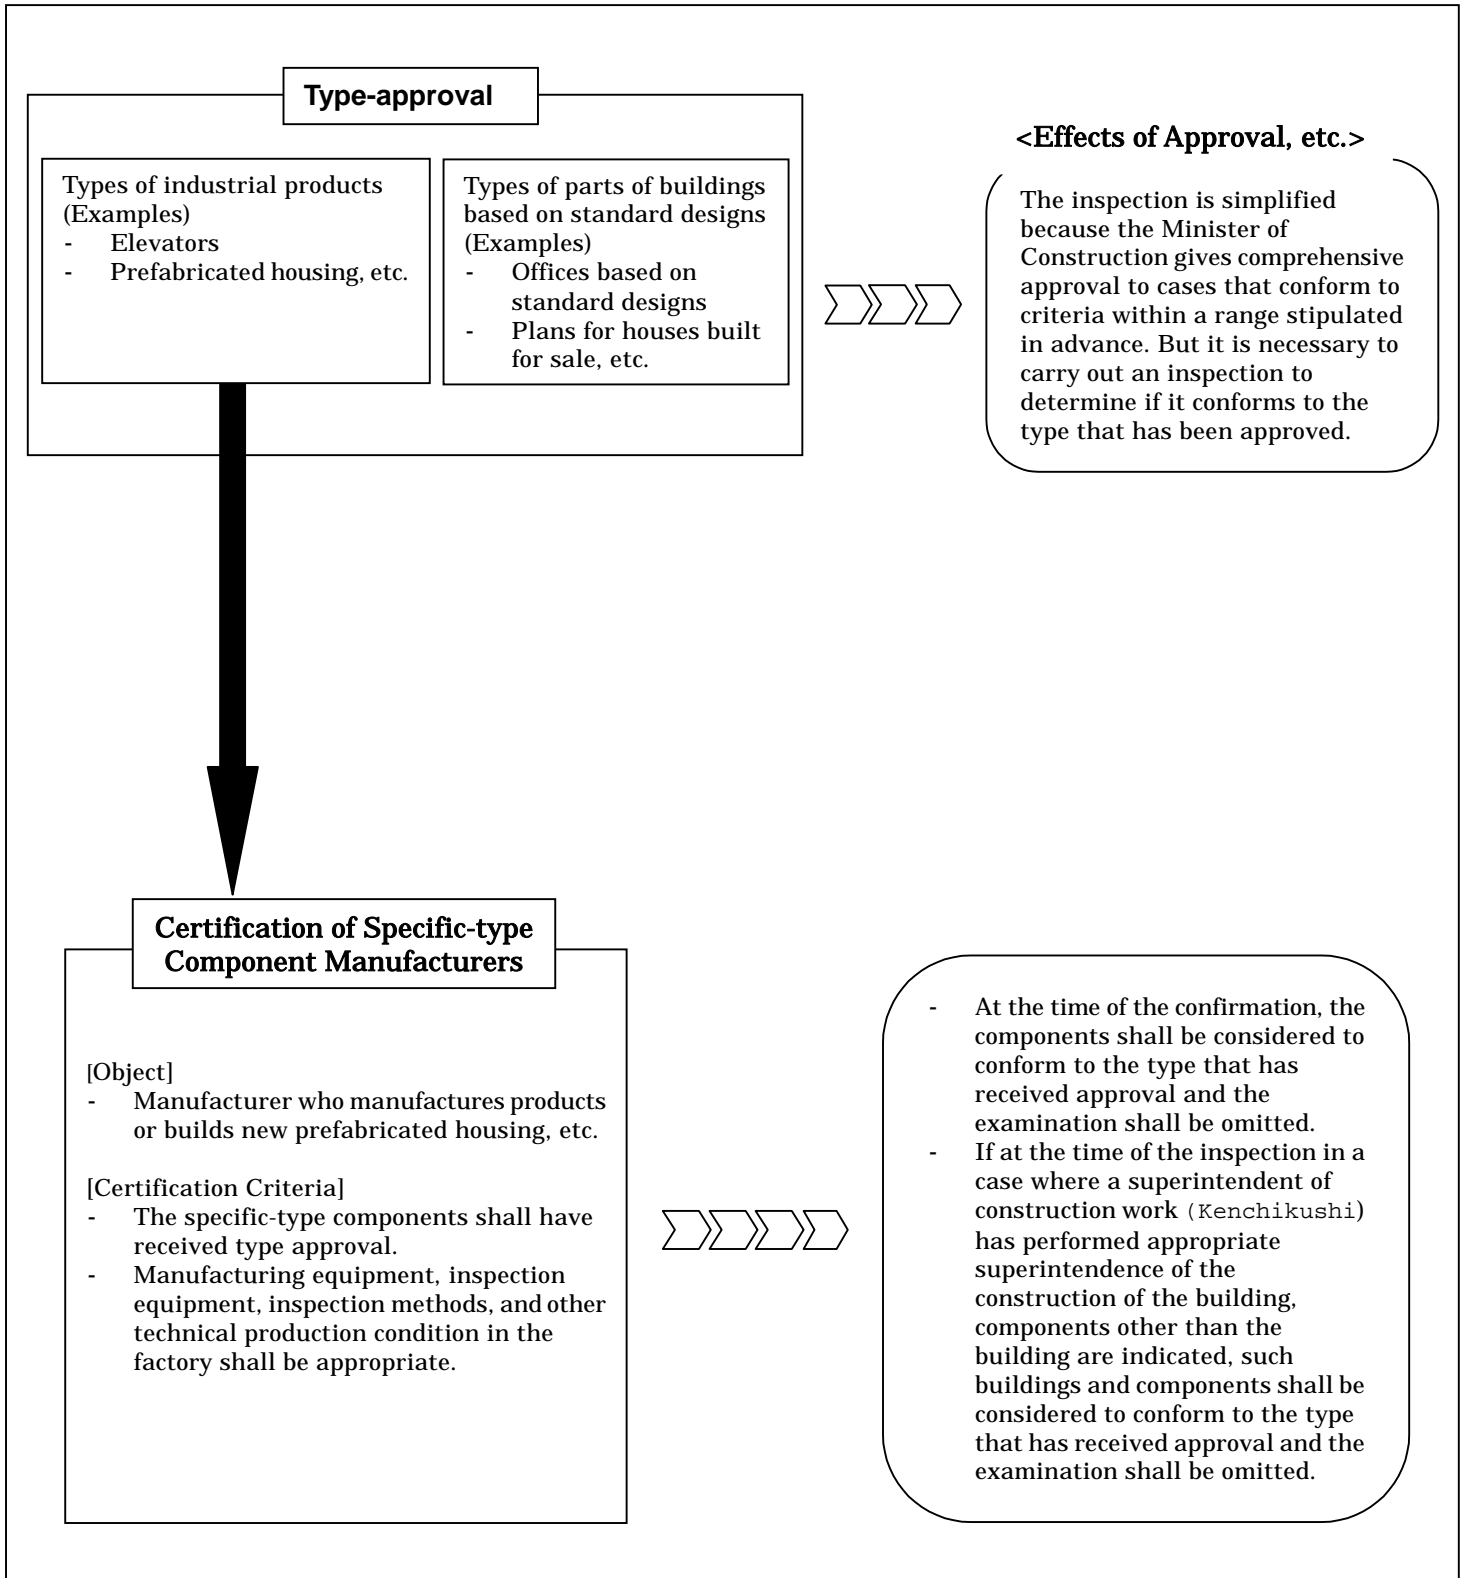 Type-approval
Types of industrial products
(Examples)
- Elevators
- Prefabricated housing, etc.
Types of parts of buildings
based on standard designs
(Examples)
- Offices based on
standard designs
- Plans for houses built
for sale, etc.
<Effects of Approval, etc.>
The inspection is simplified
because the Minister of
Construction gives comprehensive
approval to cases that conform to
criteria within a range stipulated
in advance. But it is necessary to
carry out an inspection to
determine if it conforms to the
type that has been approved.
Certification of Specific-type
Component Manufacturers
[Object]
- Manufacturer who manufactures products
or builds new prefabricated housing, etc.
[Certification Criteria]
- The specific-type components shall have
received type approval.
- Manufacturing equipment, inspection
equipment, inspection methods, and other
technical production condition in the
factory shall be appropriate.
- At the time of the confirmation, the
components shall be considered to
conform to the type that has
received approval and the
examination shall be omitted.
- If at the time of the inspection in a
case where a superintendent of
construction work (Kenchikushi)
has performed appropriate
superintendence of the
construction of the building,
components other than the
building are indicated, such
buildings and components shall be
considered to conform to the type
that has received approval and the
examination shall be omitted.